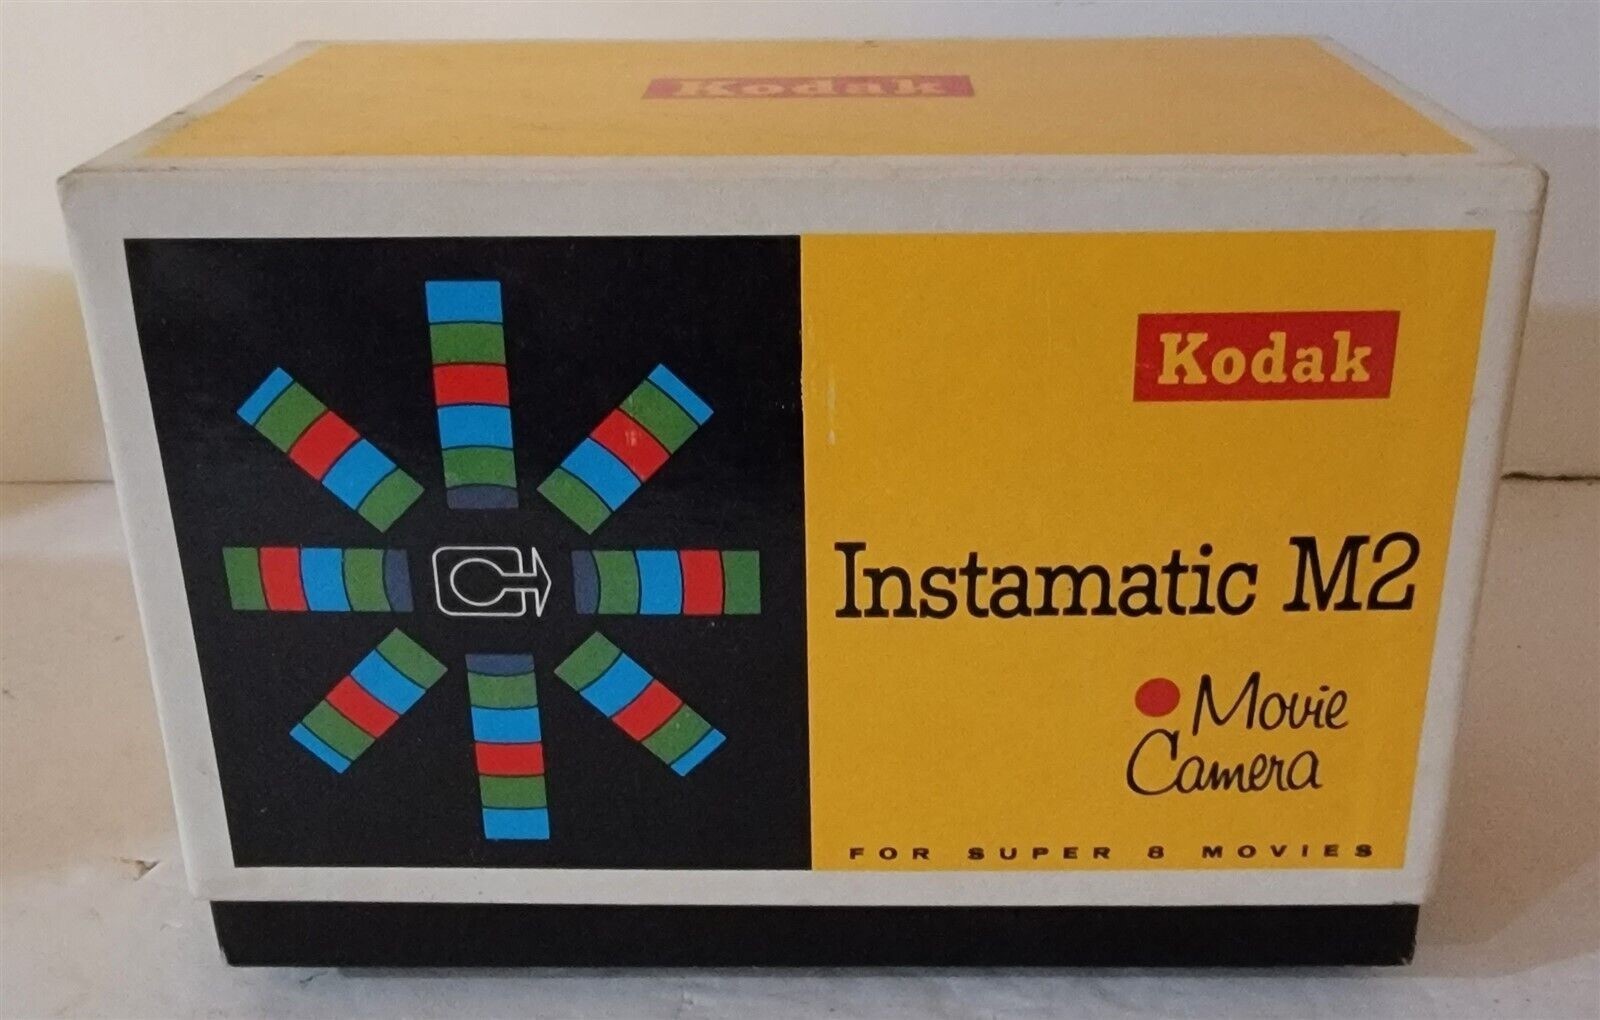 Kodak
Kodak
Instamatic M2
Movie
Camera
FOR SUPER 8 MOVIES